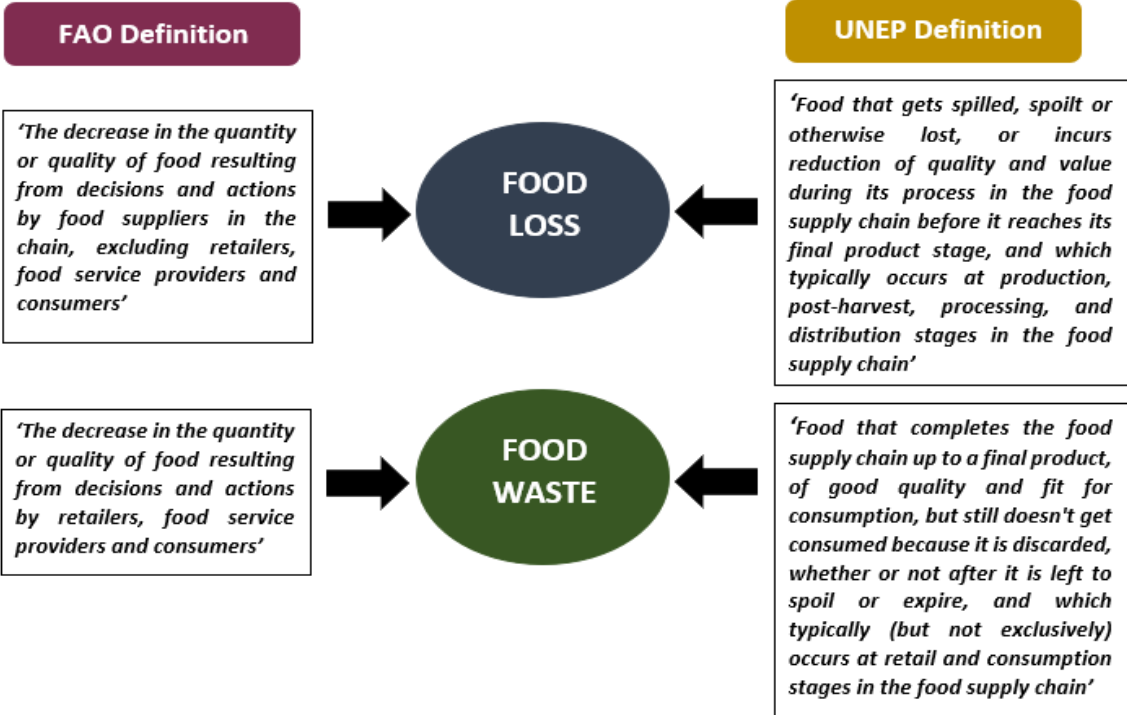 FAO Definition
UNEP Definition
‘The decrease in the quantity
or quality of food resulting
from decisions and actions
by food suppliers in the
chain, excluding retailers,
food service providers and
consumers’
FOOD
LOSS
‘Food that gets spilled, spoilt or
otherwise lost, or incurs
reduction of quality and value
during its process in the food
supply chain before it reaches its
final product stage, and which
typically occurs at production,
post-harvest, processing, and
distribution stages in the food
supply chain’
‘The decrease in the quantity
or quality of food resulting
from decisions and actions
by retailers, food service
providers and consumers’
FOOD
WASTE
‘Food that completes the food
supply chain up to a final product,
of good quality and fit for
consumption, but still doesn't get
consumed because it is discarded,
whether or not after it is left to
spoil or expire, and which
typically (but not exclusively)
occurs at retail and consumption
stages in the food supply chain’